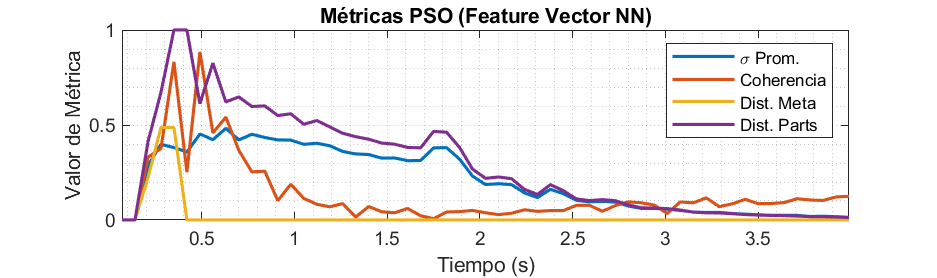 Métricas PSO (Feature Vector NN)
Valor de Métrica
1
0.5
0
σ Prom.
Coherencia
Dist. Meta
Dist. Parts
0.5 1 1.5 2 2.5 3 3.5
Tiempo (s)